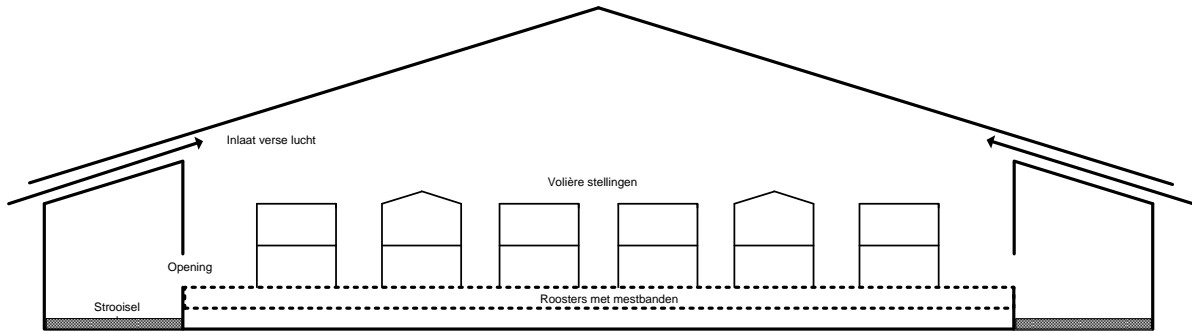 Inlaat verse lucht
Volière stellingen
Opening
Roosters met mestbanden
Strooisel